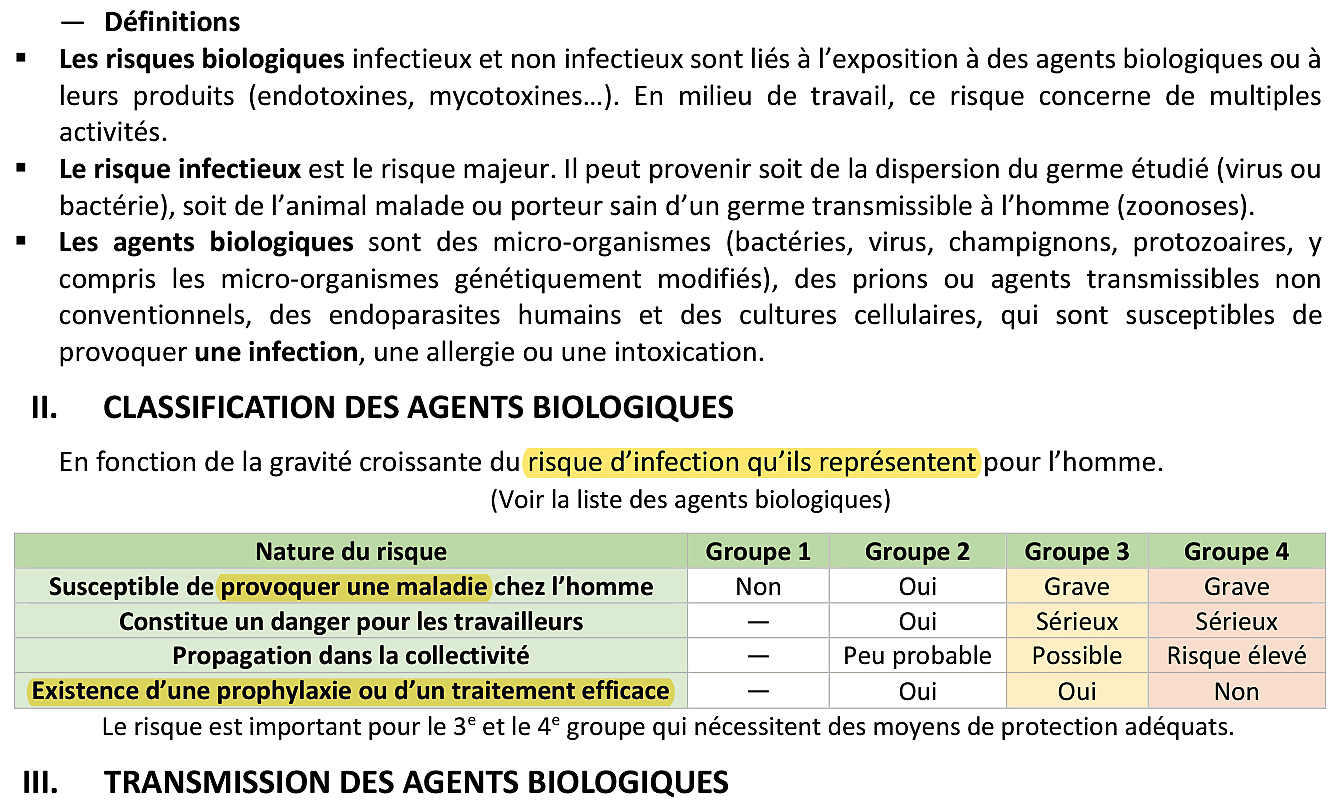 — Définitions
▪ Les risques biologiques infectieux et non infectieux sont liés à l’exposition à des agents biologiques ou à
leurs produits (endotoxines, mycotoxines…). En milieu de travail, ce risque concerne de multiples
activités.
▪ Le risque infectieux est le risque majeur. Il peut provenir soit de la dispersion du germe étudié (virus ou
bactérie), soit de l’animal malade ou porteur sain d’un germe transmissible à l’homme (zoonoses).
▪ Les agents biologiques sont des micro-organismes (bactéries, virus, champignons, protozoaires, y
compris les micro-organismes génétiquement modifiés), des prions ou agents transmissibles non
conventionnels, des endoparasites humains et des cultures cellulaires, qui sont susceptibles de
provoquer une infection, une allergie ou une intoxication.
II. CLASSIFICATION DES AGENTS BIOLOGIQUES
En fonction de la gravité croissante du risque d’infection qu’ils représentent pour l’homme.
(Voir la liste des agents biologiques)
Nature du risque Groupe 1 Groupe 2 Groupe 3 Groupe 4
Susceptible de provoquer une maladie chez l’homme Non Oui Grave Grave
Constitue un danger pour les travailleurs — Oui Sérieux Sérieux
Propagation dans la collectivité — Peu probable Possible Risque élevé
Existence d’une prophylaxie ou d’un traitement efficace — Oui Oui Non
Le risque est important pour le 3e et le 4e groupe qui nécessitent des moyens de protection adéquats.
III. TRANSMISSION DES AGENTS BIOLOGIQUES